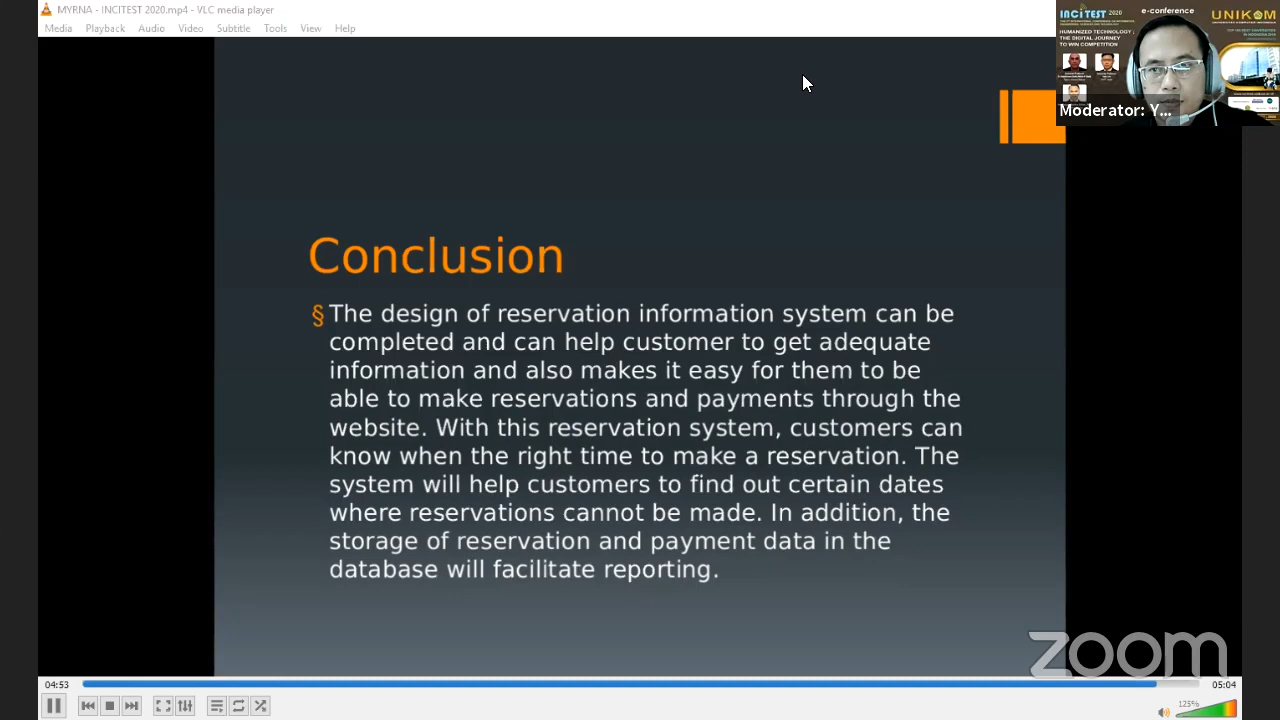 MYRNA - INCITEST 2020.mp4 - VLC media player
Media Playback Audio Video Subtitle Tools View Help
INCITEST 2020
e-conference
UNIKOM
HUMANIZED TECHNOLOGY :
THE DIGITAL JOURNEY
TO WIN COMPETITION
Moderator: Y...
Conclusion
§ The design of reservation information system can be
completed and can help customer to get adequate
information and also makes it easy for them to be
able to make reservations and payments through the
website. With this reservation system, customers can
know when the right time to make a reservation. The
system will help customers to find out certain dates
where reservations cannot be made. In addition, the
storage of reservation and payment data in the
database will facilitate reporting.
zoom
04:53
05:04
125%